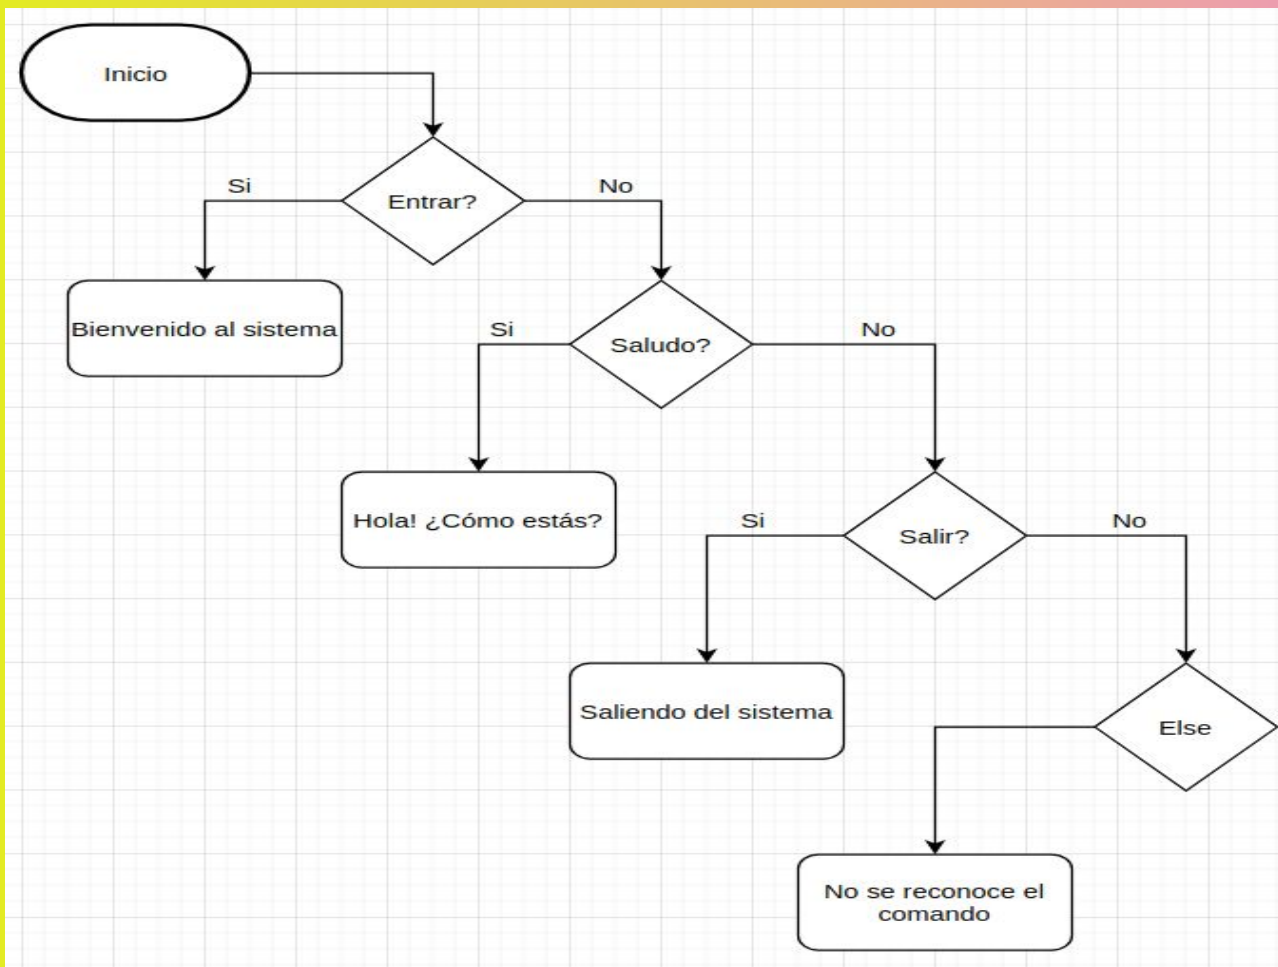 Inicio
Entrar?
Si
No
Bienvenido al sistema
Saludo?
Si
No
Hola! ¿Cómo estás?
Salir?
Si
No
Saliendo del sistema
Else
No se reconoce el
comando